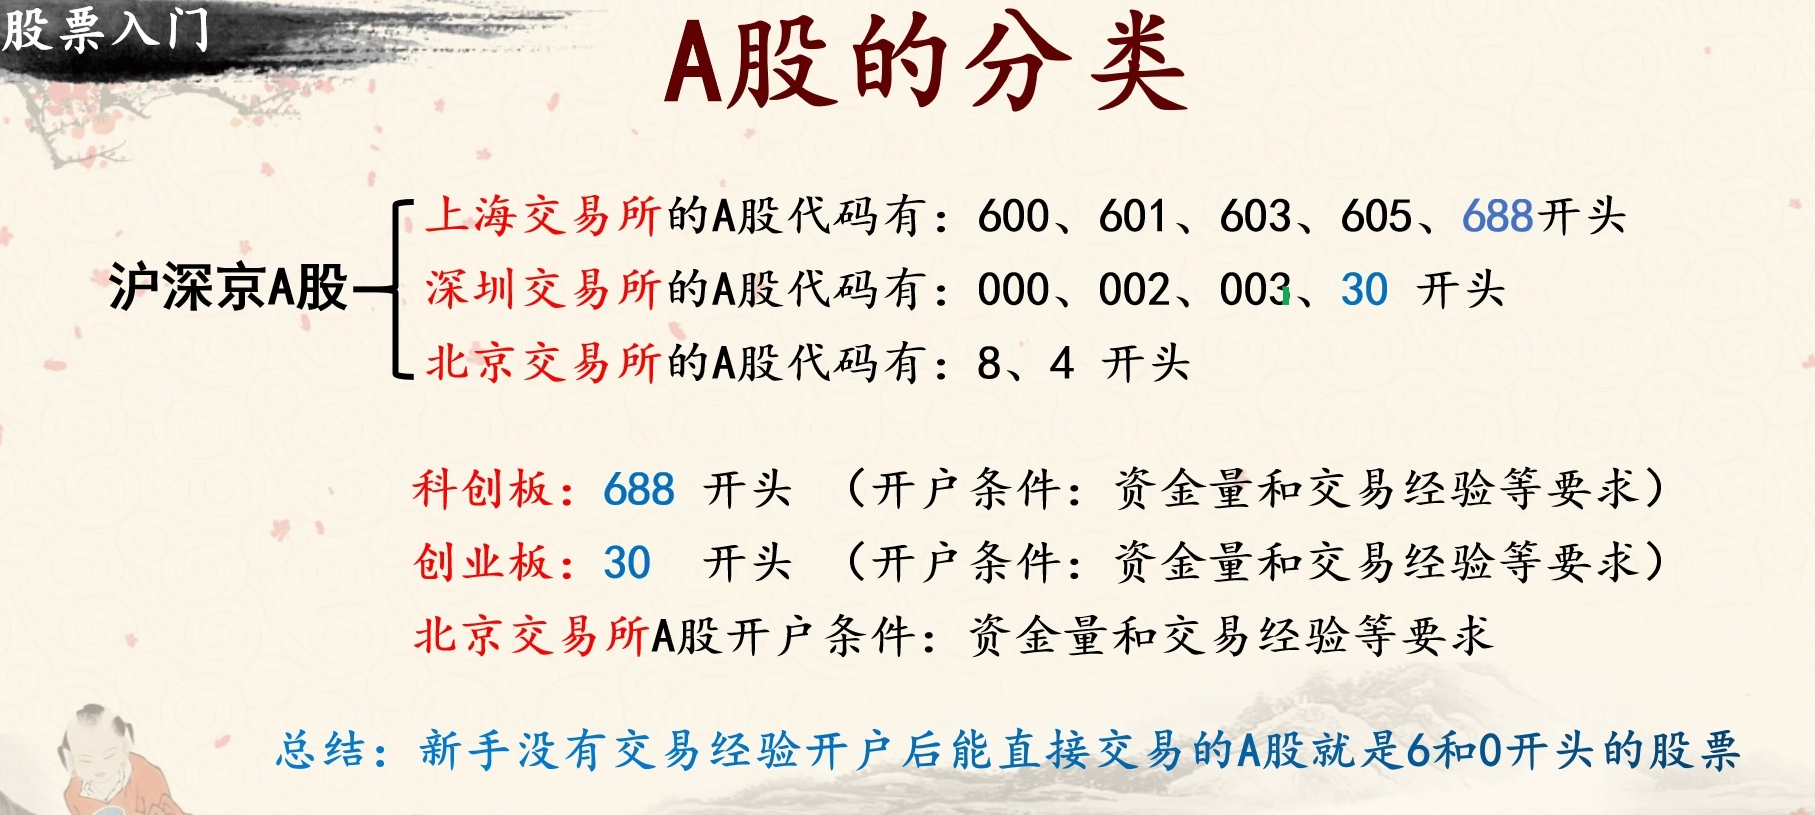 股票入门
A股的分类
上海交易所的A股代码有：600、601、603、605、688开头
沪深京A股
深圳交易所的A股代码有：000、002、003、30 开头
北京交易所的A股代码有：8、4 开头
科创板：688 开头 （开户条件：资金量和交易经验等要求）
创业板：30 开头 （开户条件：资金量和交易经验等要求）
北京交易所A股开户条件：资金量和交易经验等要求
总结：新手没有交易经验开户后能直接交易的A股就是6和0开头的股票